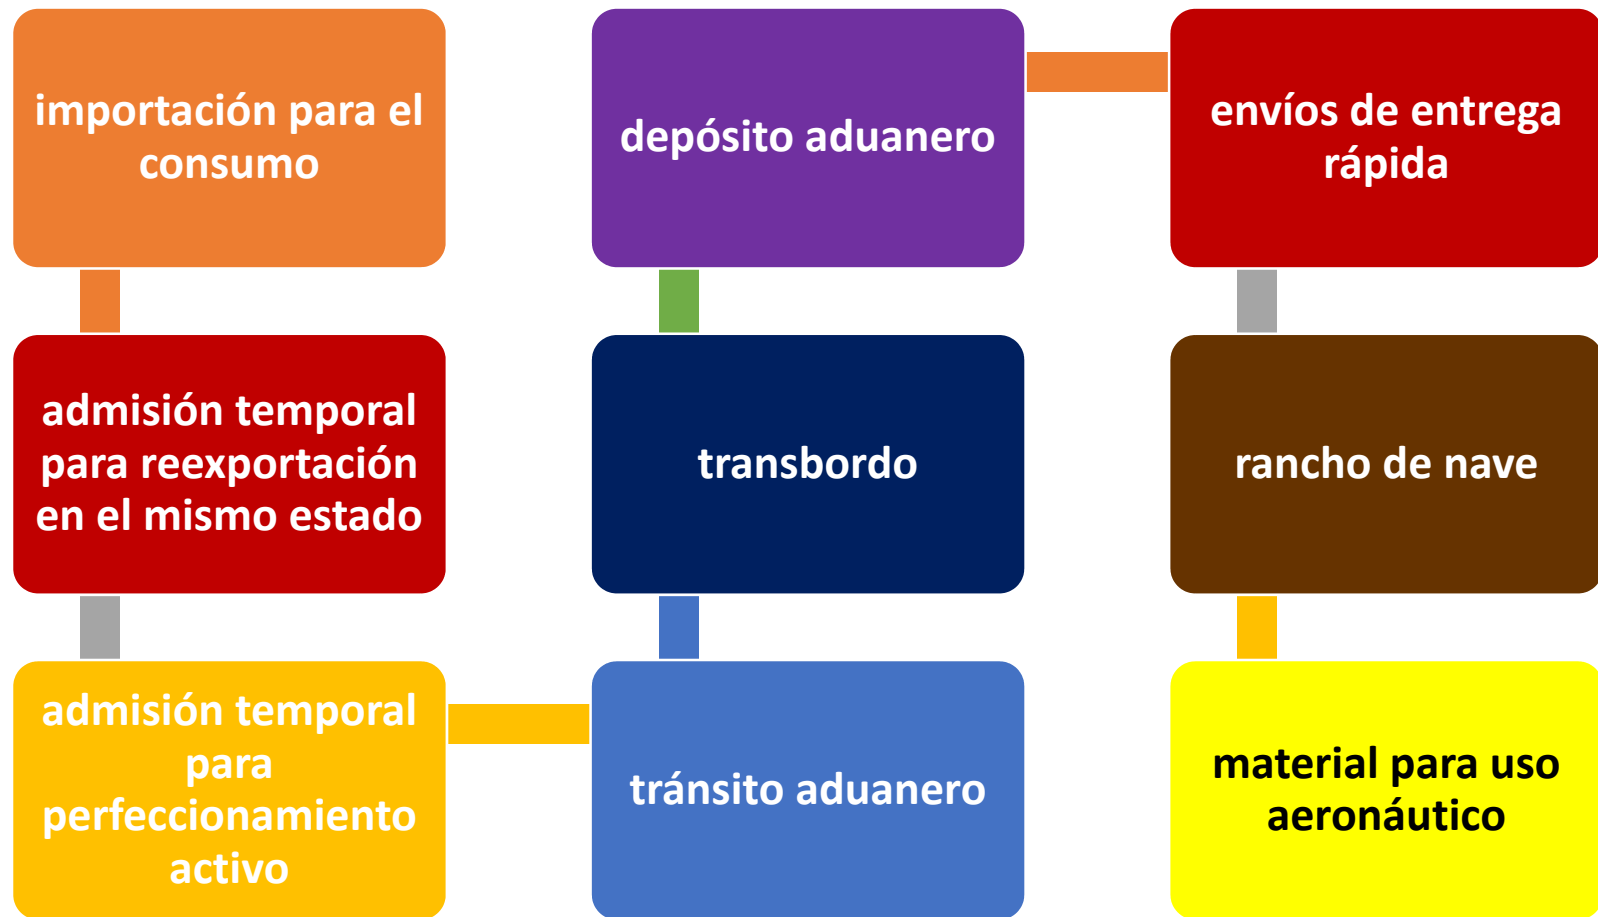 importación para el
consumo
admisión temporal
para reexportación
en el mismo estado
admisión temporal
para
perfeccionamiento
activo
tránsito aduanero
transbordo
depósito aduanero
envíos de entrega
rápida
rancho de nave
material para uso
aeronáutico